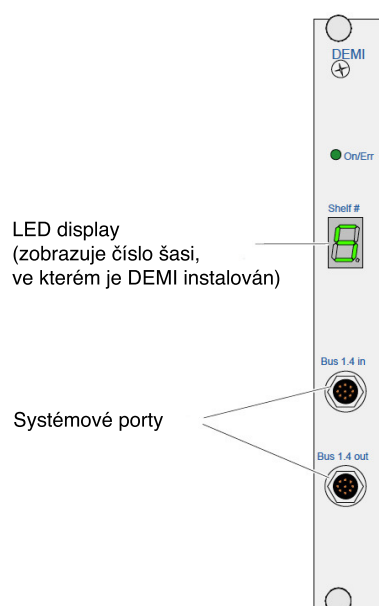 DEMI
On/Err
Shelf #
5
LED display
(zobrazuje číslo šasi,
ve kterém je DEMI instalován)
Bus 1.4 in
Systémové porty
Bus 1.4 out